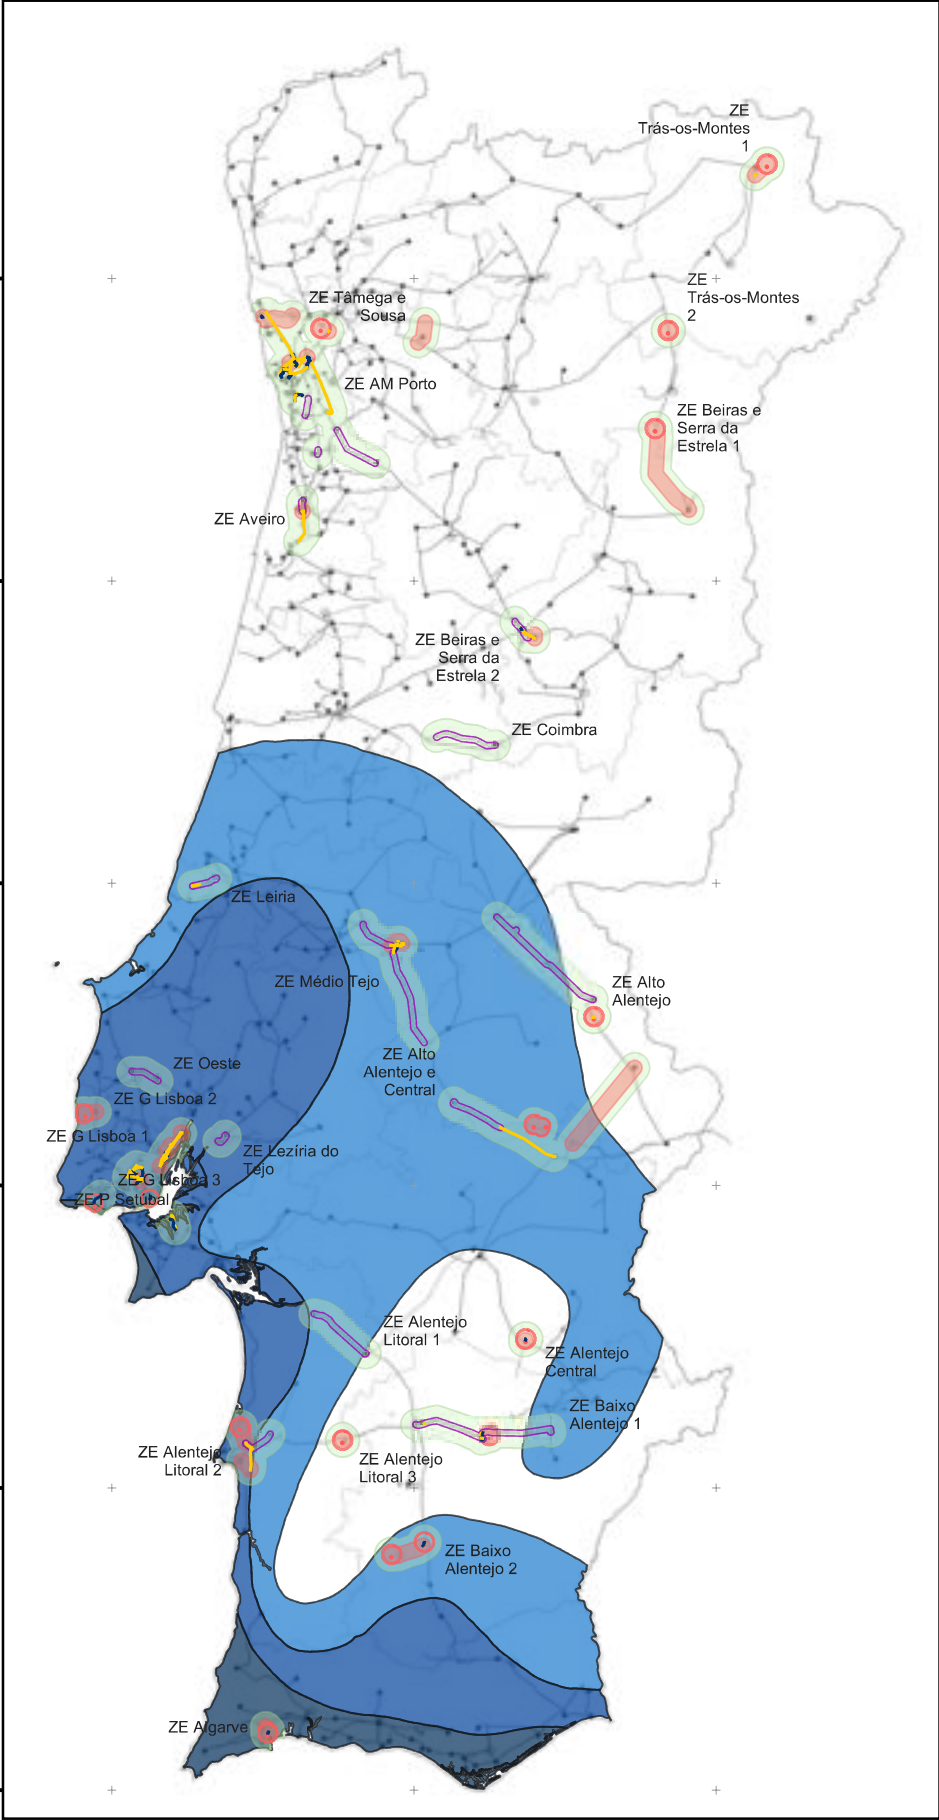 ZE
Trás-os-Montes
1
ZE
Trás-os-Montes
2
ZE Tâmega e
Sousa
ZE AM Porto
ZE Beiras e
Serra da
Estrela 1
ZE Aveiro
ZE Beiras e
Serra da
Estrela 2
ZE Coimbra
ZE Leiria
ZE Médio Tejo
ZE Alto
Alentejo
ZE Alto
Alentejo e
Central
ZE Oeste
ZE G Lisboa 2
ZE G Lisboa 1
ZE Lezíria do
Tejo
ZE G Lisboa 3
ZE P Setúbal
ZE Alentejo
Litoral 1
ZE Alentejo
Central
ZE Baixo
Alentejo 1
ZE Alentejo
Litoral 2
ZE Alentejo
Litoral 3
ZE Baixo
Alentejo 2
ZE Algarve